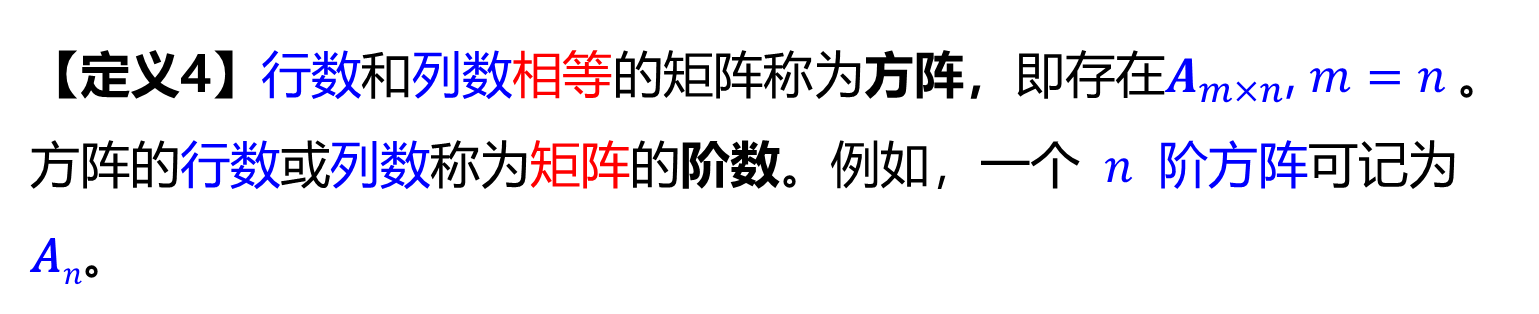 【定义4】行数和列数相等的矩阵称为方阵，即存在A_{m×n}, m = n 。
方阵的行数或列数称为矩阵的阶数。例如，一个 n 阶方阵可记为
A_n。